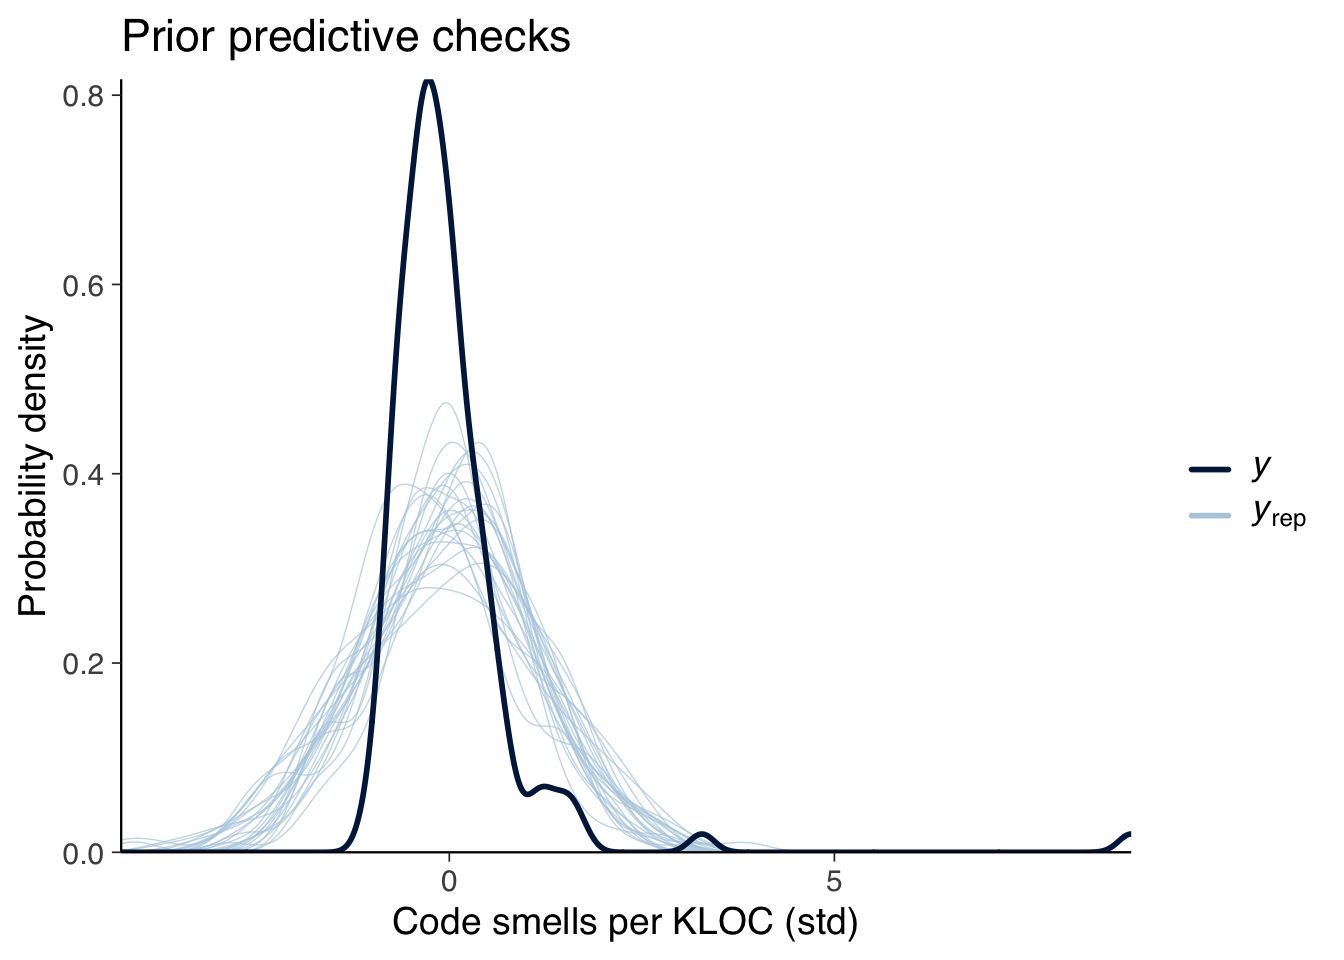 Prior predictive checks
Probability density
0.8
0.6
0.4
0.2
0.0
0
5
Code smells per KLOC (std)
y
yrep